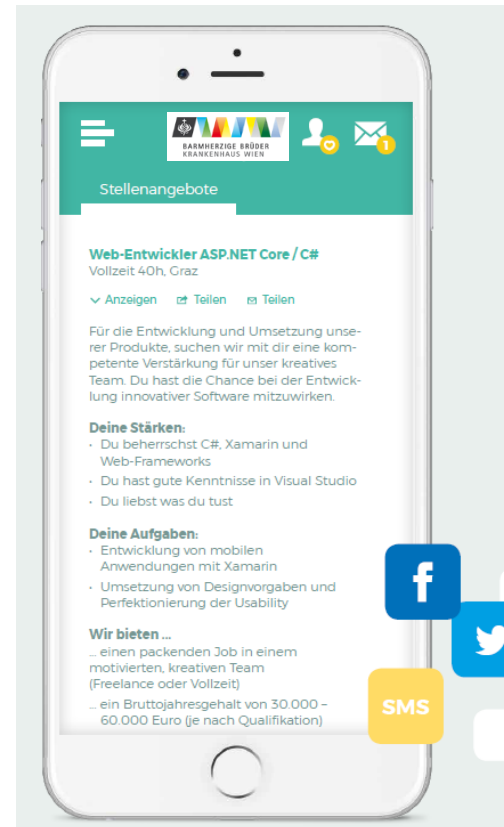 BARMHERZIGE BRÜDER
KRANKENHAUS WIEN
1
Stellenangebote
Web-Entwickler ASP.NET Core / C#
Vollzeit 40h, Graz
Anzeigen Teilen Teilen
Für die Entwicklung und Umsetzung unse-
rer Produkte, suchen wir mit dir eine kom-
petente Verstärkung für unser kreatives
Team. Du hast die Chance bei der Entwick-
lung innovativer Software mitzuwirken.
Deine Stärken:
• Du beherrschst C#, Xamarin und
Web-Frameworks
• Du hast gute Kenntnisse in Visual Studio
• Du liebst was du tust
Deine Aufgaben:
• Entwicklung von mobilen
Anwendungen mit Xamarin
• Umsetzung von Designvorgaben und
Perfektionierung der Usability
Wir bieten ...
... einen packenden Job in einem
motivierten, kreativen Team
(Freelance oder Vollzeit)
... ein Bruttojahresgehalt von 30.000 –
60.000 Euro (je nach Qualifikation)
f
SMS